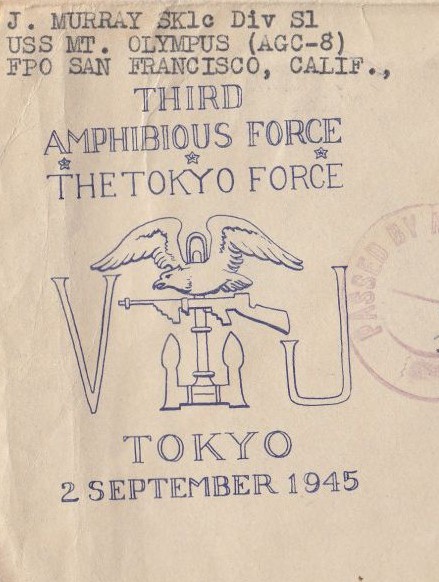 J. MURRAY SK1c Div S1
USS MT. OLYMPUS (AGC-8)
FPO SAN FRANCISCO, CALIF.,
THIRD
AMPHIBIOUS FORCE
THE TOKYO FORCE
V J
TOKYO
2 SEPTEMBER 1945
PASSED BY